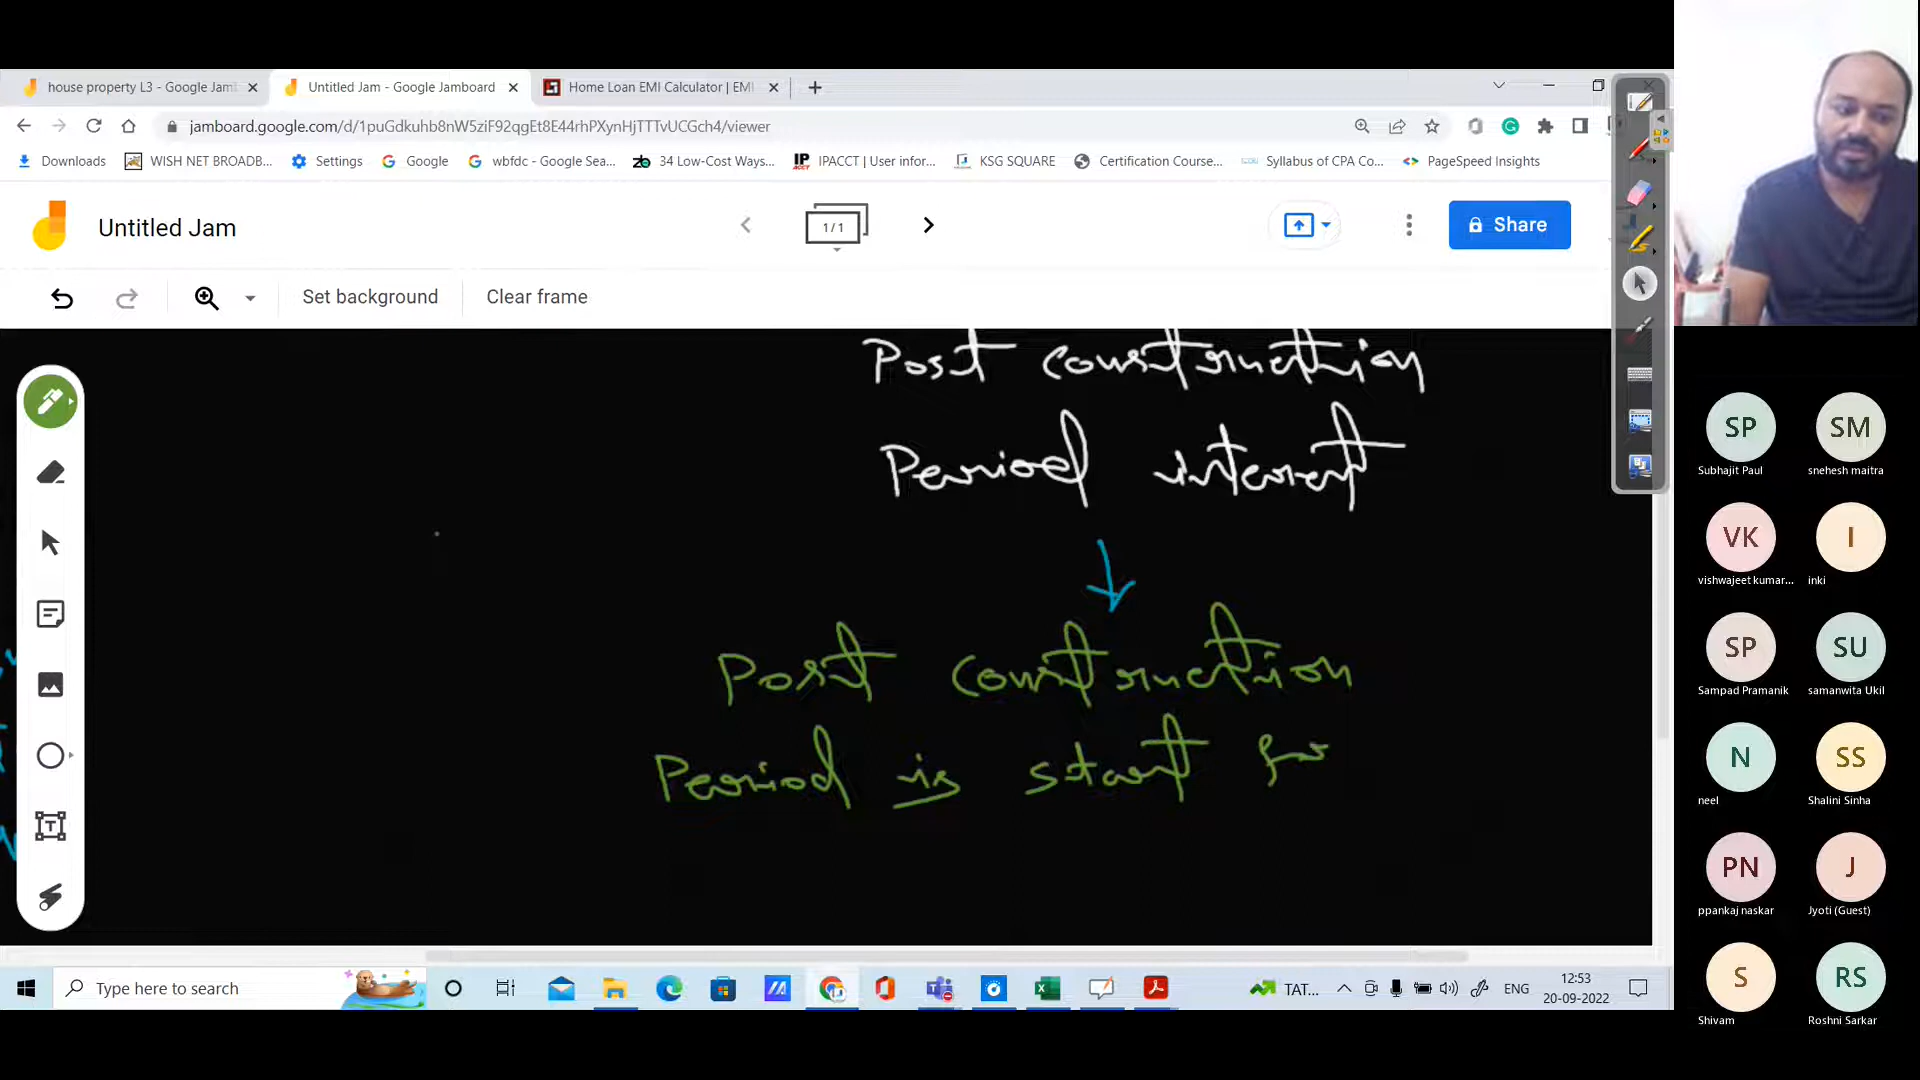 house property L3 - Google Jaml
Untitled Jam - Google Jamboard
Home Loan EMI Calculator | EMI
jamboard.google.com/d/1puGdkuhb8nW5ziF92qgEt8E44rhPXynHjTTTvUCGch4/viewer
Downloads
WISH NET BROADB...
Settings
Google
wbfdc - Google Sea...
34 Low-Cost Ways...
IPACCT | User infor...
KSG SQUARE
Certification Course...
Syllabus of CPA Co...
PageSpeed Insights
Untitled Jam
1 / 1
Share
Set background
Clear frame
Post construction
Period interest
Post construction
Period is start for
SP
Subhajit Paul
SM
snehesh maitra
VK
vishwajeet kumar...
I
inki
SP
Sampad Pramanik
SU
samanwita Ukil
N
neel
SS
Shalini Sinha
PN
ppankaj naskar
J
Jyoti (Guest)
S
Shivam
RS
Roshni Sarkar
Type here to search
TAT...
ENG
12:53
20-09-2022